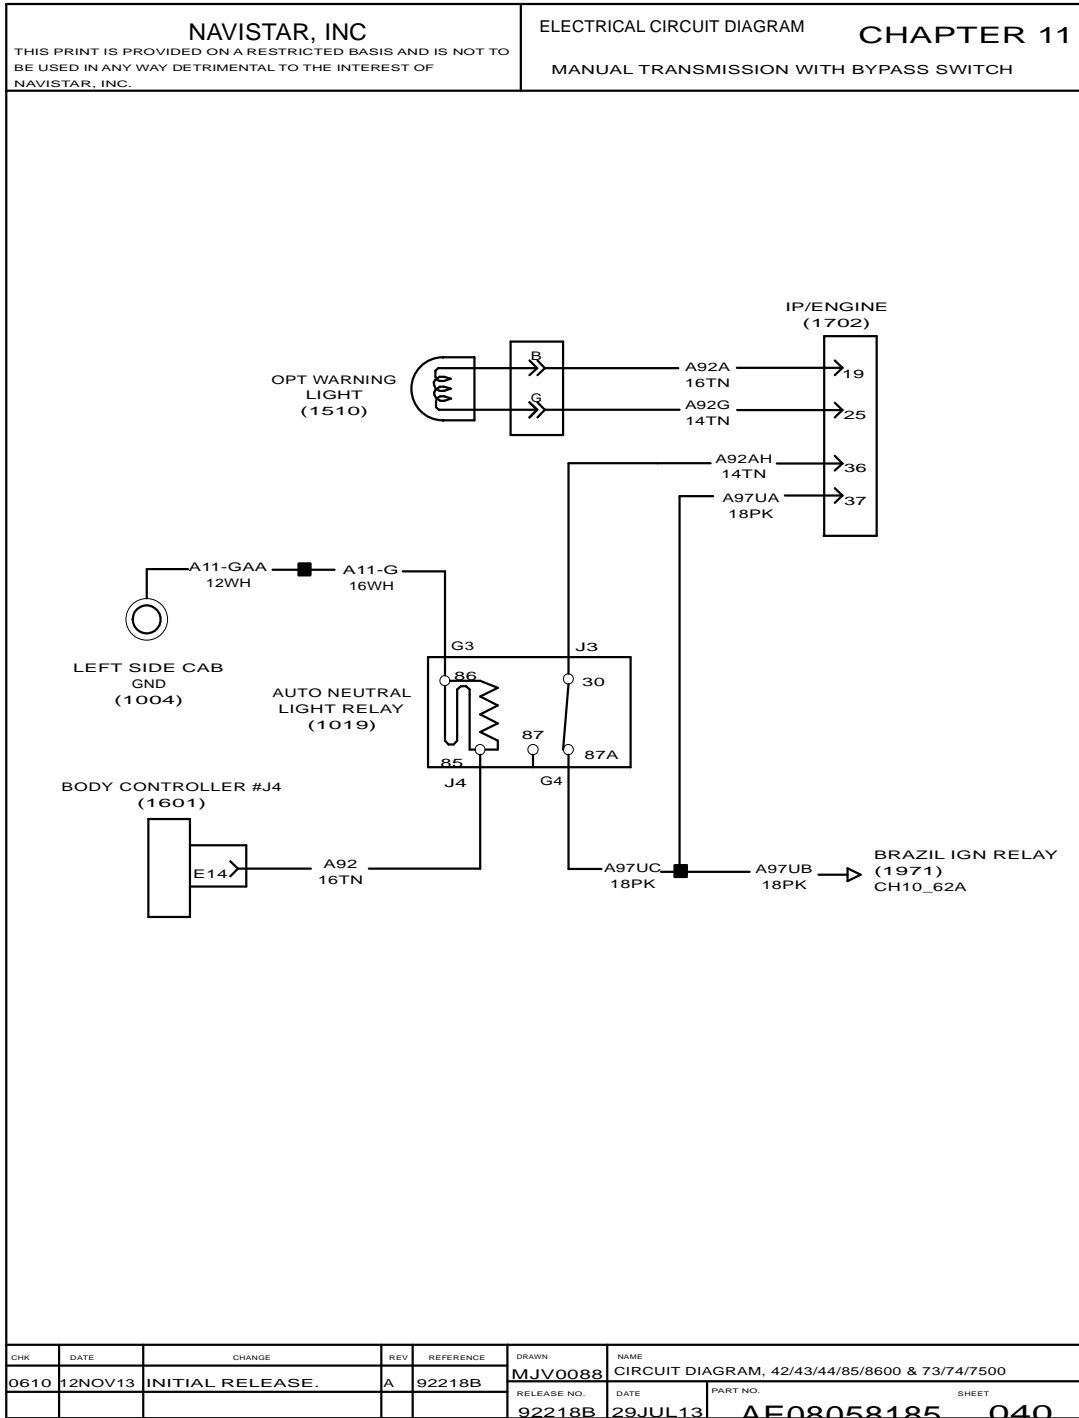 NAVISTAR, INC
THIS PRINT IS PROVIDED ON A RESTRICTED BASIS AND IS NOT TO
BE USED IN ANY WAY DETRIMENTAL TO THE INTEREST OF
NAVISTAR, INC.
ELECTRICAL CIRCUIT DIAGRAM
CHAPTER 11
MANUAL TRANSMISSION WITH BYPASS SWITCH
IP/ENGINE
(1702)
OPT WARNING
LIGHT
(1510)
B
G
A92A
16TN
19
A92G
14TN
25
A92AH
14TN
36
A97UA
18PK
37
A11-GAA
12WH
A11-G
16WH
LEFT SIDE CAB
GND
(1004)
G3
J3
86
30
AUTO NEUTRAL
LIGHT RELAY
(1019)
87
87A
85
J4
G4
BODY CONTROLLER #J4
(1601)
E14
A92
16TN
A97UC
18PK
A97UB
18PK
BRAZIL IGN RELAY
(1971)
CH10_62A
CHK DATE CHANGE REV REFERENCE
0610 12NOV13 INITIAL RELEASE. A 92218B
DRAWN
MJV0088
NAME
CIRCUIT DIAGRAM, 42/43/44/85/8600 & 73/74/7500
RELEASE NO.
92218B
DATE
29JUL13
PART NO.
AE08058185
SHEET
040